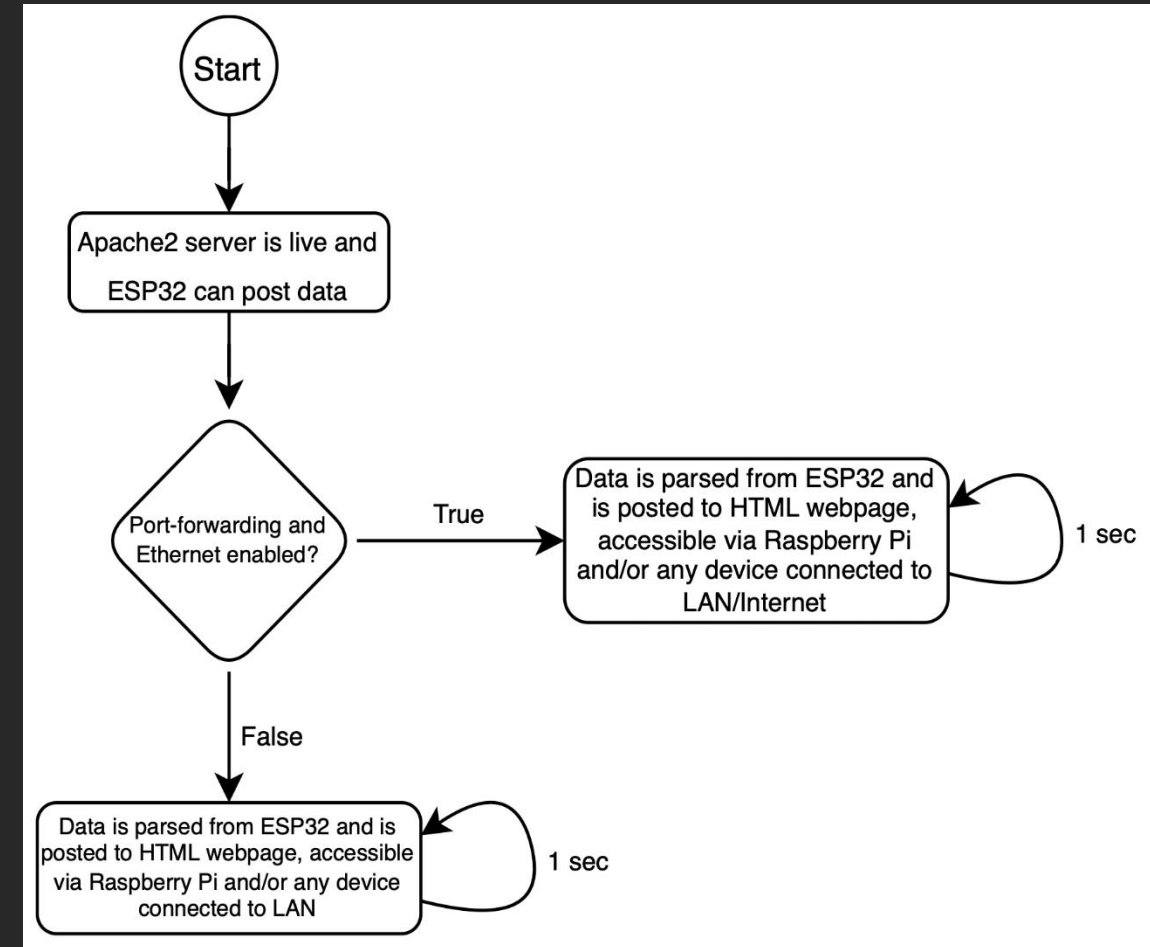 Start
Apache2 server is live and
ESP32 can post data
Port-forwarding and
Ethernet enabled?
True
Data is parsed from ESP32 and
is posted to HTML webpage,
accessible via Raspberry Pi
and/or any device connected to
LAN/Internet
1 sec
False
Data is parsed from ESP32 and is
posted to HTML webpage, accessible
via Raspberry Pi and/or any device
connected to LAN
1 sec